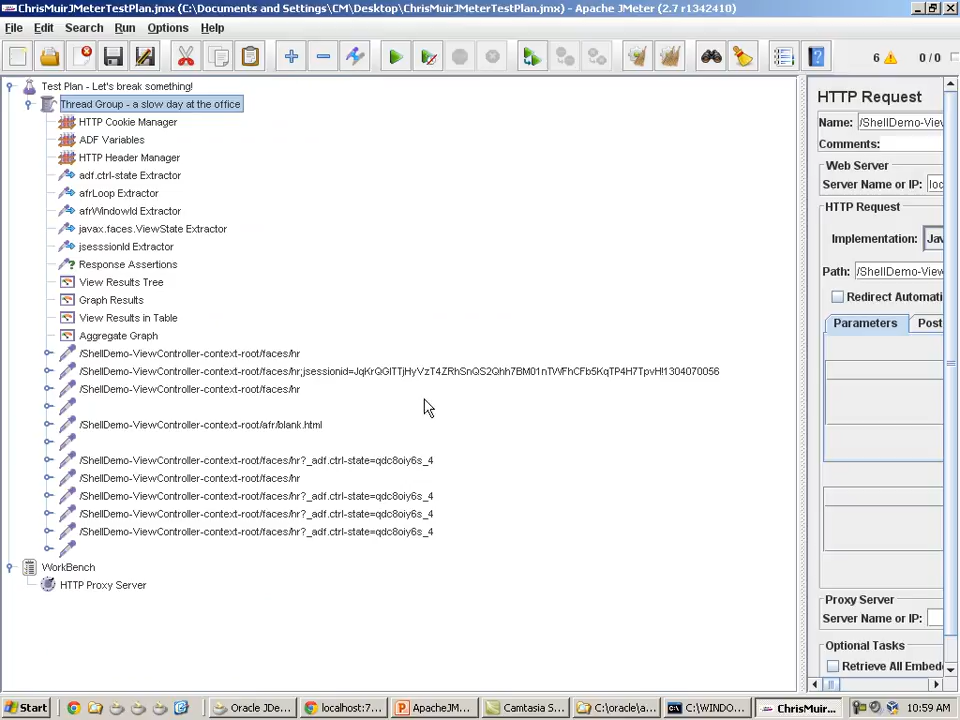 ChrisMuirJMeterTestPlan.jmx (C:\Documents and Settings\CM\Desktop\ChrisMuirJMeterTestPlan.jmx) - Apache JMeter (2.7 r1342410)
File Edit Search Run Options Help
6 0 / 0
Test Plan - Let's break something!
Thread Group - a slow day at the office
HTTP Cookie Manager
ADF Variables
HTTP Header Manager
adf.ctrl-state Extractor
afrLoop Extractor
afrWindowId Extractor
javax.faces.ViewState Extractor
jsesssionId Extractor
Response Assertions
View Results Tree
Graph Results
View Results in Table
Aggregate Graph
/ShellDemo-ViewController-context-root/faces/hr
/ShellDemo-ViewController-context-root/faces/hr
/ShellDemo-ViewController-context-root/afr/blank.html
/ShellDemo-ViewController-context-root/faces/hr?_adf.ctrl-state=qdc8oiy6s_4
/ShellDemo-ViewController-context-root/faces/hr
/ShellDemo-ViewController-context-root/faces/hr?_adf.ctrl-state=qdc8oiy6s_4
/ShellDemo-ViewController-context-root/faces/hr?_adf.ctrl-state=qdc8oiy6s_4
/ShellDemo-ViewController-context-root/faces/hr?_adf.ctrl-state=qdc8oiy6s_4
WorkBench
HTTP Proxy Server
HTTP Request
Name: /ShellDemo-View
Comments:
Web Server
Server Name or IP: loc
HTTP Request
Implementation: Jav
Path: /ShellDemo-View
Redirect Automati
Parameters Post
Proxy Server
Server Name or IP:
Optional Tasks
Retrieve All Embed
Start Oracle JDe... localhost:7... ApacheJM... Camtasia S... C:\oracle\a... C:\WINDO... ChrisMuir... 10:59 AM